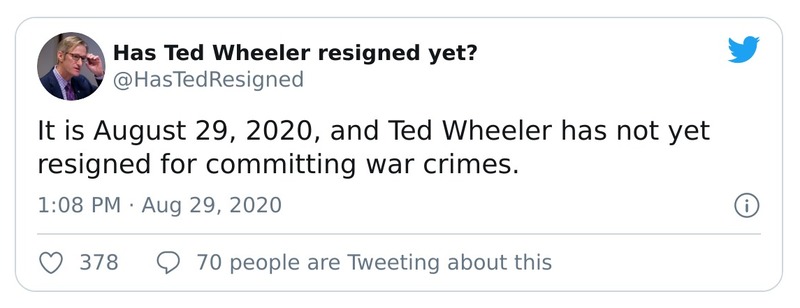 Has Ted Wheeler resigned yet?
@HasTedResigned
It is August 29, 2020, and Ted Wheeler has not yet
resigned for committing war crimes.
1:08 PM · Aug 29, 2020
378 70 people are Tweeting about this